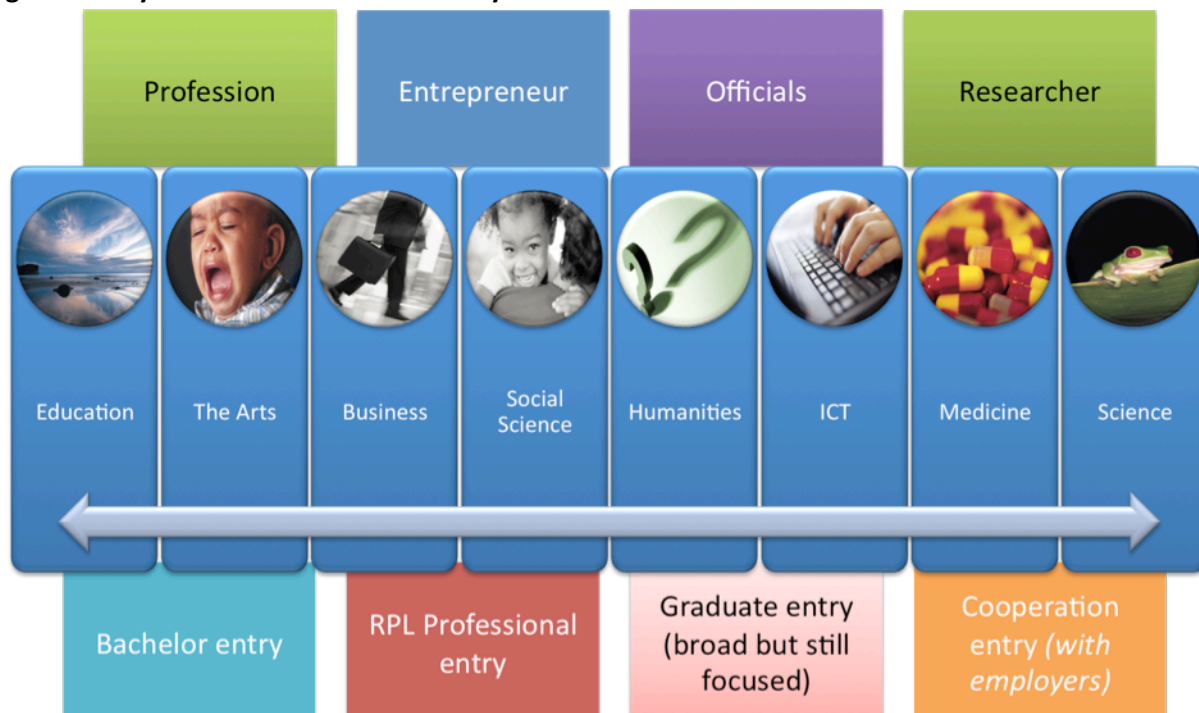 Profession
Entrepreneur
Officials
Researcher
Education
The Arts
Business
Social
Science
Humanities
ICT
Medicine
Science
Bachelor entry
RPL Professional
entry
Graduate entry
(broad but still
focused)
Cooperation
entry (with
employers)